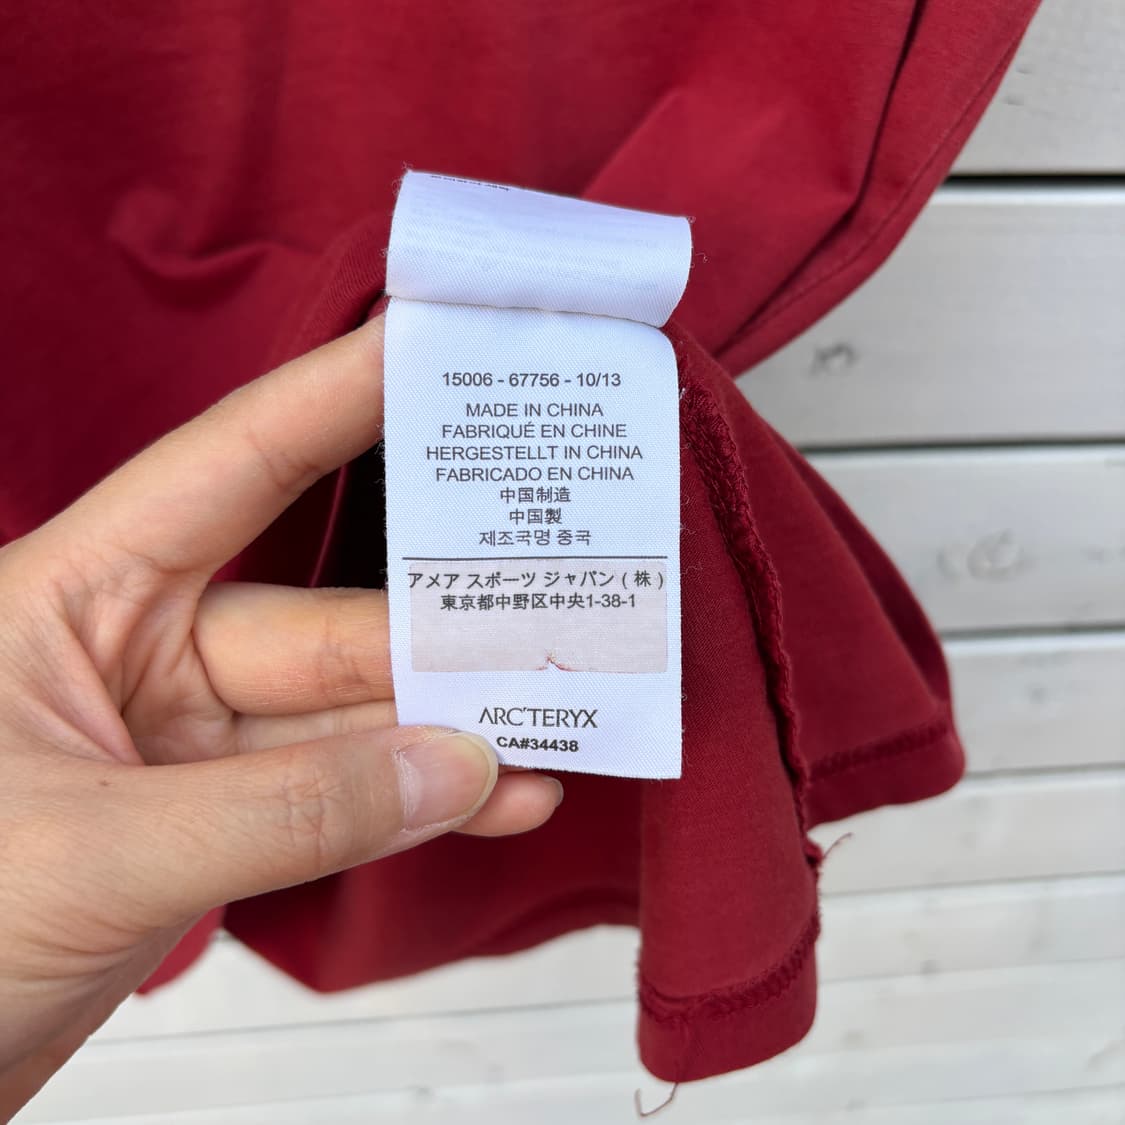 15006 - 67756 - 10/13
MADE IN CHINA
FABRIQUÉ EN CHINE
HERGESTELLT IN CHINA
FABRICADO EN CHINA
中国制造
中国製
제조국명 중국
アメア スポーツ ジャパン ( 株 )
東京都中野区中央1-38-1
ARC'TERYX
CA#34438